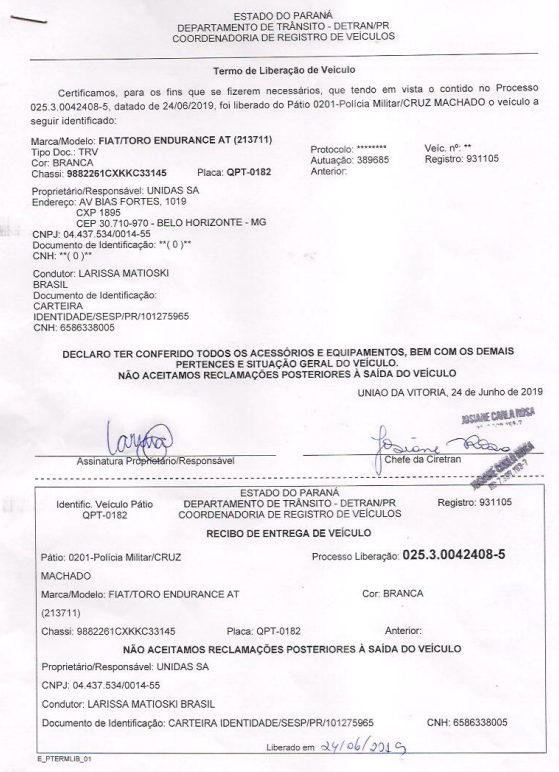 ESTADO DO PARANÁ
DEPARTAMENTO DE TRÂNSITO - DETRAN/PR
COORDENADORIA DE REGISTRO DE VEÍCULOS
Termo de Liberação de Veículo
Certificamos, para os fins que se fizerem necessários, que tendo em vista o contido no Processo
025.3.0042408-5, datado de 24/06/2019, foi liberado do Pátio 0201-Polícia Militar/CRUZ MACHADO o veículo a
seguir identificado:
Marca/Modelo: FIAT/TORO ENDURANCE AT (213711)
Tipo Doc.: TRV
Protocolo: ******** Veíc. nº: **
Cor: BRANCA
Autuação: 389685 Registro: 931105
Chassi: 9882261CXKKC33145 Placa: QPT-0182 Anterior:
Proprietário/Responsável: UNIDAS SA
Endereço: AV BIAS FORTES, 1019
CXP 1895
CEP 30.710-970 - BELO HORIZONTE - MG
CNPJ: 04.437.534/0014-55
Documento de Identificação: **( 0 )**
CNH: **( 0 )**
Condutor: LARISSA MATIOSKI
BRASIL
Documento de Identificação:
CARTEIRA
IDENTIDADE/SESP/PR/101275965
CNH: 6586338005
DECLARO TER CONFERIDO TODOS OS ACESSÓRIOS E EQUIPAMENTOS, BEM COM OS DEMAIS
PERTENCES E SITUAÇÃO GERAL DO VEÍCULO.
NÃO ACEITAMOS RECLAMAÇÕES POSTERIORES À SAÍDA DO VEÍCULO
UNIAO DA VITORIA, 24 de Junho de 2019
JOSIANE CARLA ROSA
Josiane
Assinatura Proprietário/Responsável Chefe da Ciretran
JOSIANE CARLA ROSA
ESTADO DO PARANÁ
Identific. Veículo Pátio DEPARTAMENTO DE TRÂNSITO - DETRAN/PR Registro: 931105
QPT-0182 COORDENADORIA DE REGISTRO DE VEÍCULOS
RECIBO DE ENTREGA DE VEÍCULO
Pátio: 0201-Polícia Militar/CRUZ Processo Liberação: 025.3.0042408-5
MACHADO
Marca/Modelo: FIAT/TORO ENDURANCE AT Cor: BRANCA
(213711)
Chassi: 9882261CXKKC33145 Placa: QPT-0182 Anterior:
NÃO ACEITAMOS RECLAMAÇÕES POSTERIORES À SAÍDA DO VEÍCULO
Proprietário/Responsável: UNIDAS SA
CNPJ: 04.437.534/0014-55
Condutor: LARISSA MATIOSKI BRASIL
Documento de Identificação: CARTEIRA IDENTIDADE/SESP/PR/101275965 CNH: 6586338005
Liberado em 24/06/2019
E_PTERMLIB_01